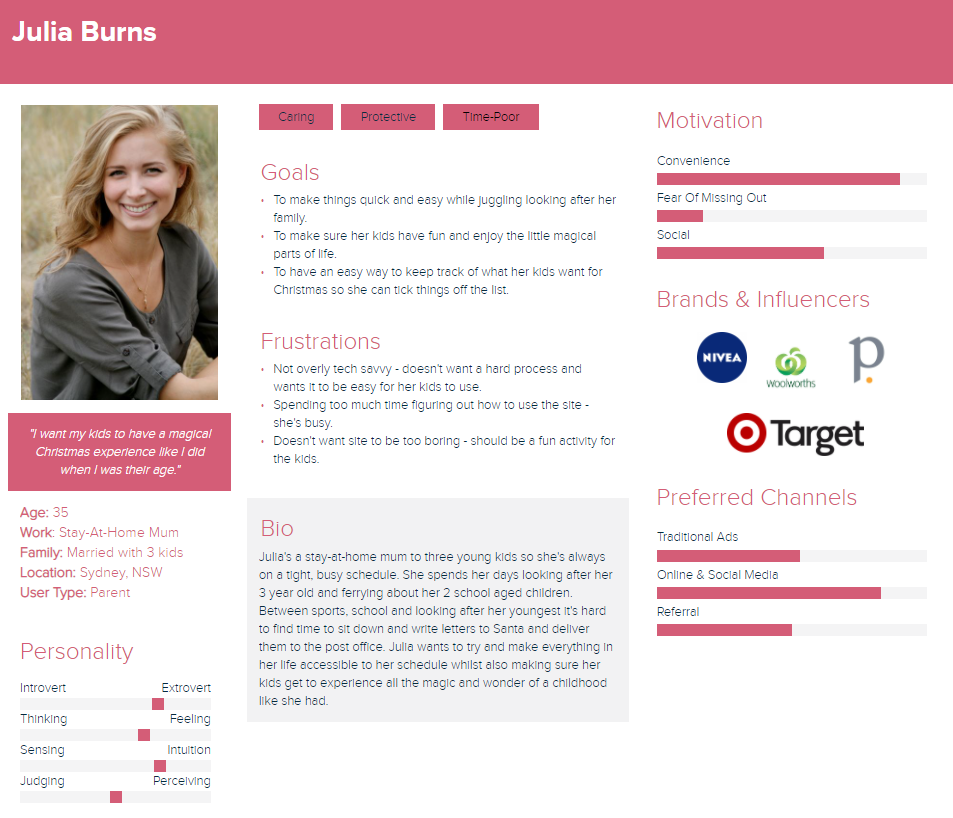 Julia Burns
"I want my kids to have a magical
Christmas experience like I did
when I was their age."
Age: 35
Work: Stay-At-Home Mum
Family: Married with 3 kids
Location: Sydney, NSW
User Type: Parent
Personality
Introvert Extrovert
Thinking Feeling
Sensing Intuition
Judging Perceiving
Caring Protective Time-Poor
Goals
To make things quick and easy while juggling looking after her
family.
To make sure her kids have fun and enjoy the little magical
parts of life.
To have an easy way to keep track of what her kids want for
Christmas so she can tick things off the list.
Frustrations
Not overly tech savvy - doesn't want a hard process and
wants it to be easy for her kids to use.
Spending too much time figuring out how to use the site -
she's busy.
Doesn't want site to be too boring - should be a fun activity for
the kids.
Bio
Julia's a stay-at-home mum to three young kids so she's always
on a tight, busy schedule. She spends her days looking after her
3 year old and ferrying about her 2 school aged children.
Between sports, school and looking after her youngest it's hard
to find time to sit down and write letters to Santa and deliver
them to the post office. Julia wants to try and make everything in
her life accessible to her schedule whilst also making sure her
kids get to experience all the magic and wonder of a childhood
like she had.
Motivation
Convenience
Fear Of Missing Out
Social
Brands & Influencers
NIVEA
woolworths
p.
Target
Preferred Channels
Traditional Ads
Online & Social Media
Referral